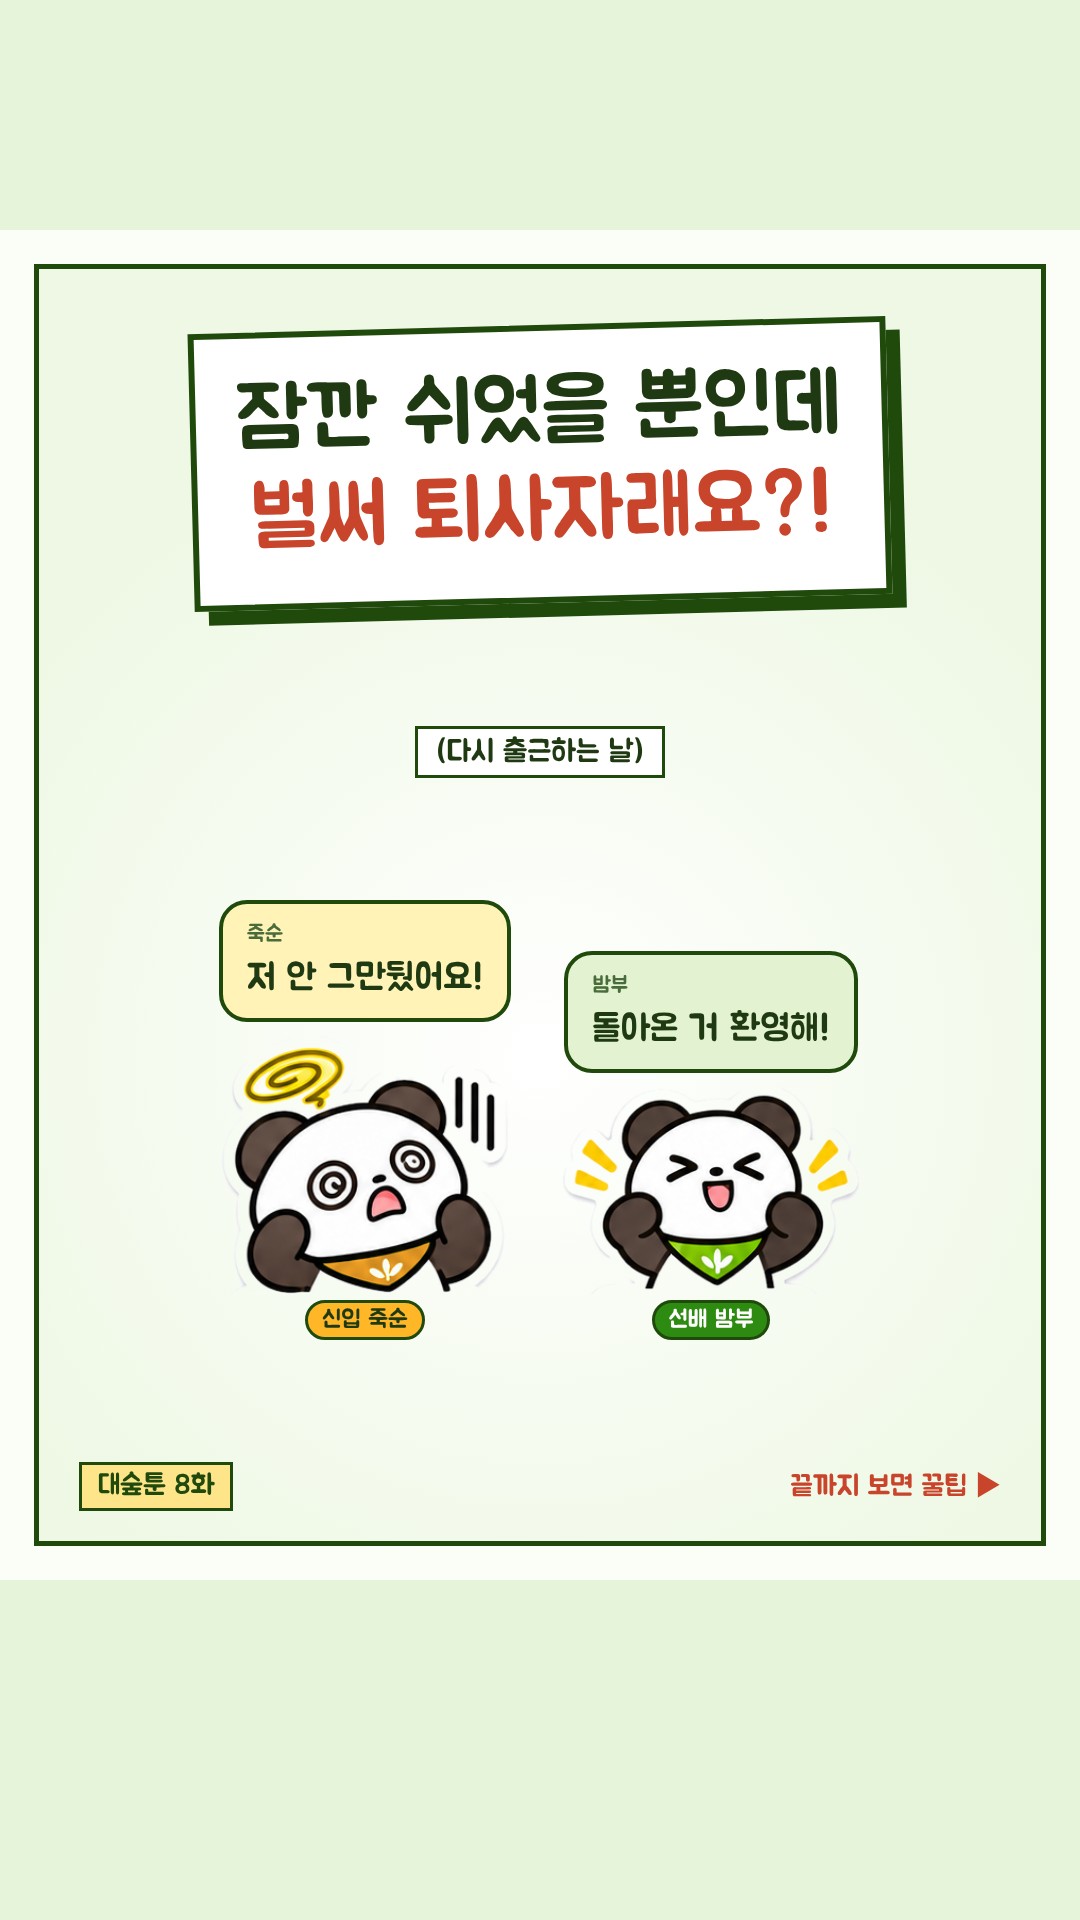 잠깐 쉬었을 뿐인데
벌써 퇴사자래요?!
(다시 출근하는 날)
죽순
저 안 그만뒀어요!
밤부
돌아온 거 환영해!
신입 죽순
선배 밤부
대숲툰 8화
끝까지 보면 꿀팁 ▶